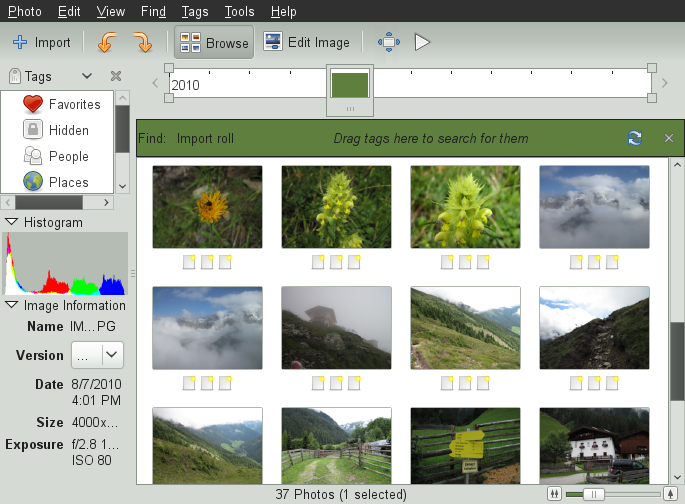 Photo Edit View Find Tags Tools Help
Import Browse Edit Image
Tags
2010
Favorites
Hidden
People
Places
Find: Import roll Drag tags here to search for them
Histogram
Image Information
Name IM...PG
Version ...
Date 8/7/2010
4:01 PM
Size 4000x...
Exposure f/2.8 1...
ISO 80
37 Photos (1 selected)